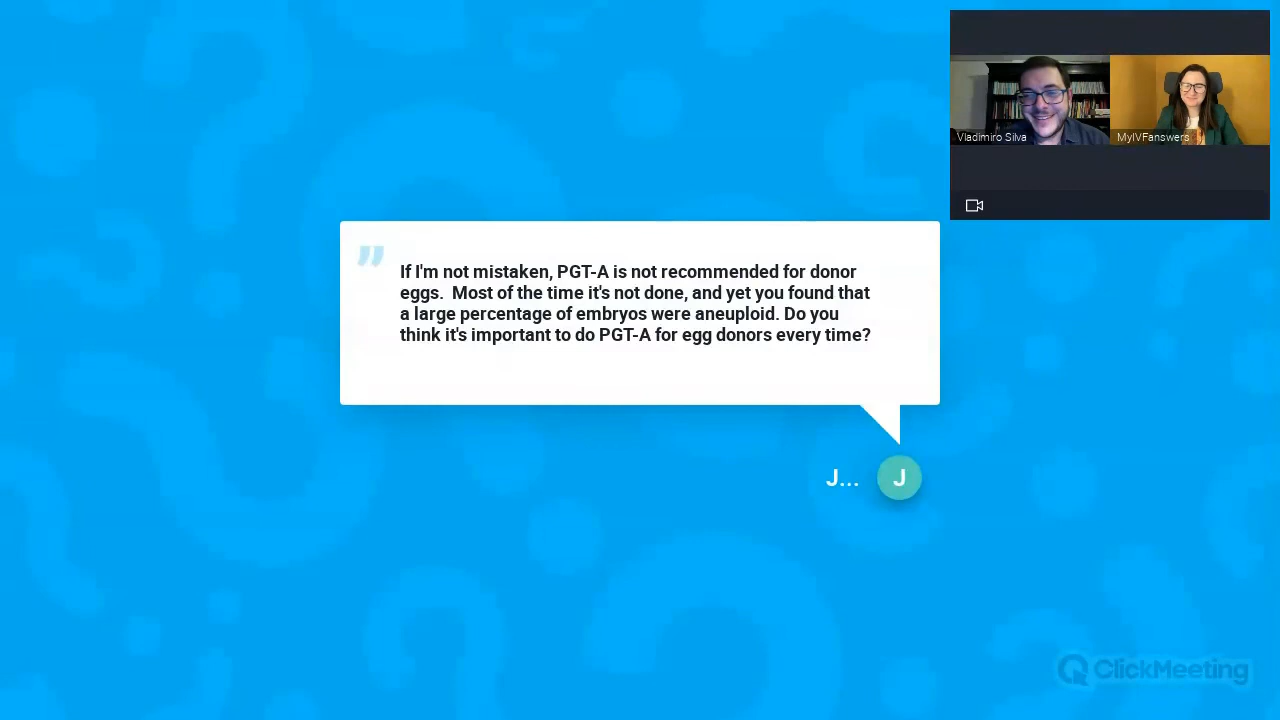 Vladimiro Silva
MyIVFanswers
If I'm not mistaken, PGT-A is not recommended for donor
eggs.  Most of the time it's not done, and yet you found that
a large percentage of embryos were aneuploid. Do you
think it's important to do PGT-A for egg donors every time?
J...
J
ClickMeeting